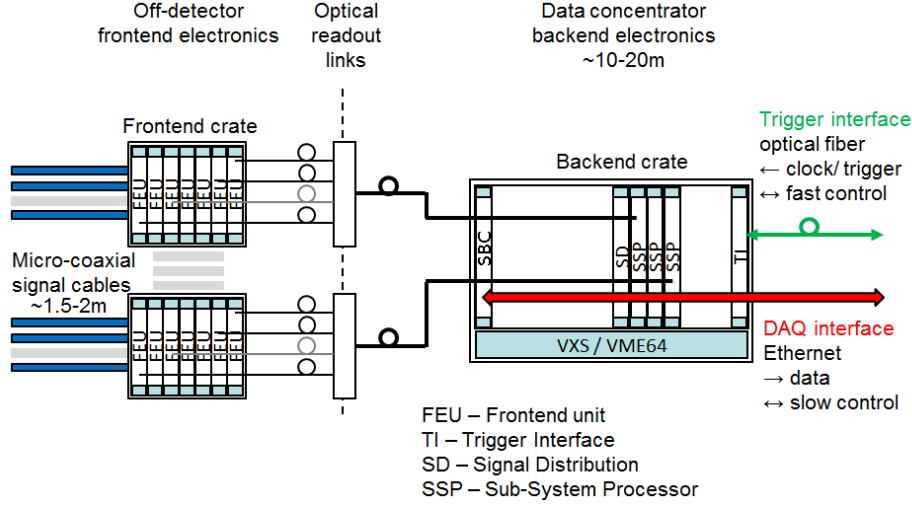 Off-detector
frontend electronics
Optical
readout
links
Data concentrator
backend electronics
~10-20m
Frontend crate
FEU
FEU
FEU
FEU
FEU
FEU
FEU
Micro-coaxial
signal cables
~1.5-2m
FEU
FEU
FEU
FEU
FEU
FEU
FEU
Backend crate
SBC
SD
SSP
SSP
SSP
TI
VXS / VME64
Trigger interface
optical fiber
← clock/ trigger
↔ fast control
DAQ interface
Ethernet
→ data
↔ slow control
FEU – Frontend unit
TI – Trigger Interface
SD – Signal Distribution
SSP – Sub-System Processor